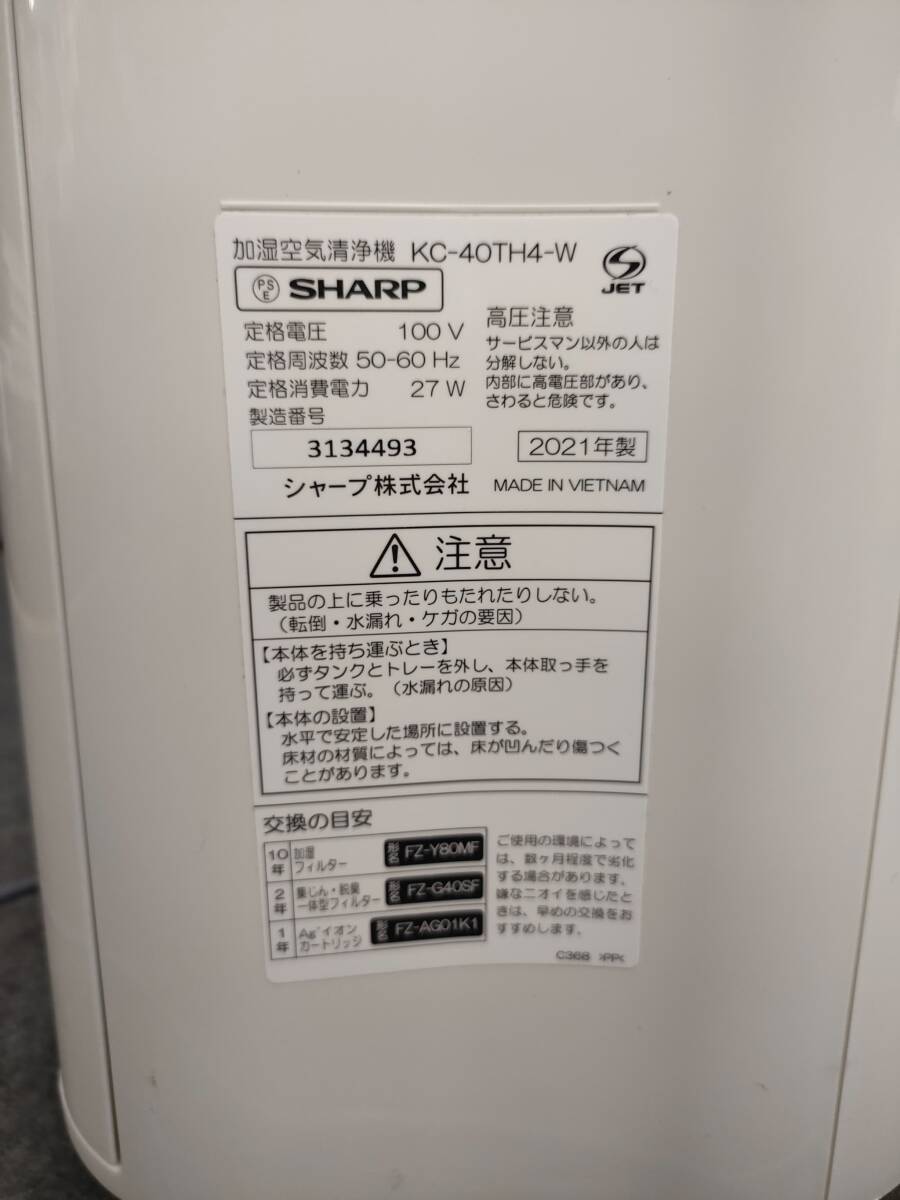 加湿空気清浄機 KC-40TH4-W
JET
PS E SHARP
定格電圧 100 V
定格周波数 50-60 Hz
定格消費電力 27 W
製造番号
3134493
高圧注意
サービスマン以外の人は
分解しない。
内部に高電圧部があり、
さわると危険です。
2021年製
シャープ株式会社 MADE IN VIETNAM
注意
製品の上に乗ったりもたれたりしない。
(転倒・水漏れ・ケガの要因)
【本体を持ち運ぶとき】
必ずタンクとトレーを外し、本体取っ手を
持って運ぶ。(水漏れの原因)
【本体の設置】
水平で安定した場所に設置する。
床材の材質によっては、床が凹んだり傷つく
ことがあります。
交換の目安
10年 加湿フィルター 形名 FZ-Y80MF
2年 集じん・脱臭一体型フィルター 形名 FZ-G40SF
1年 Ag⁺イオンカートリッジ 形名 FZ-AG01K1
ご使用の環境によって
は、数ヶ月程度で劣化
する場合があります。
嫌なニオイを感じたと
きは、早めの交換をお
すすめします。
C368 >PP<